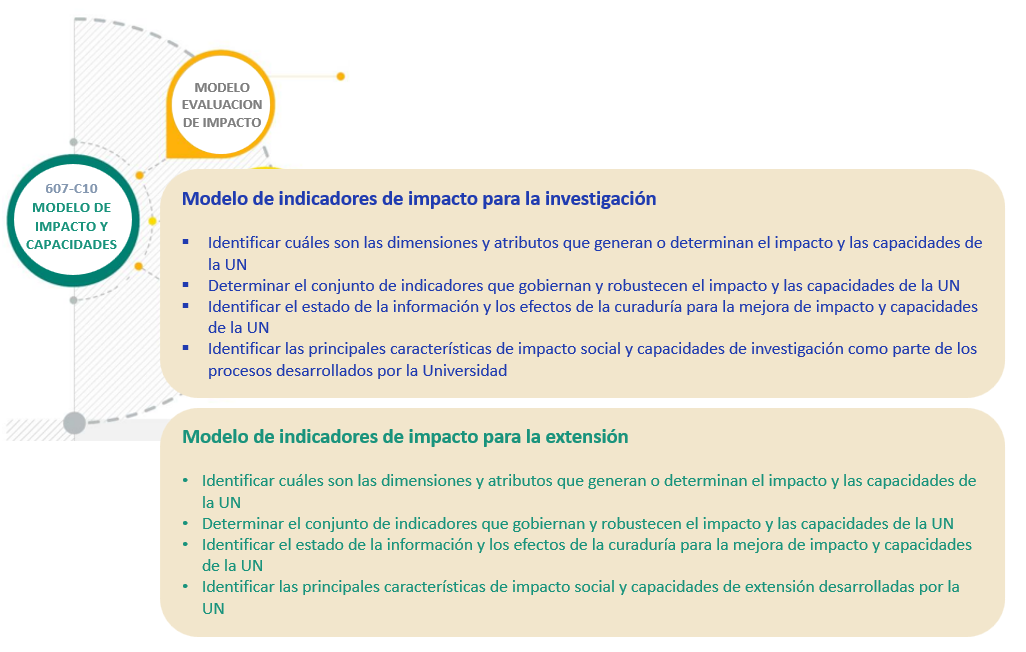 MODELO
EVALUACION
DE IMPACTO
607-C10
MODELO DE
IMPACTO Y
CAPACIDADES
Modelo de indicadores de impacto para la investigación
▪ Identificar cuáles son las dimensiones y atributos que generan o determinan el impacto y las capacidades de
la UN
▪ Determinar el conjunto de indicadores que gobiernan y robustecen el impacto y las capacidades de la UN
▪ Identificar el estado de la información y los efectos de la curaduría para la mejora de impacto y capacidades
de la UN
▪ Identificar las principales características de impacto social y capacidades de investigación como parte de los
procesos desarrollados por la Universidad
Modelo de indicadores de impacto para la extensión
• Identificar cuáles son las dimensiones y atributos que generan o determinan el impacto y las capacidades de
la UN
• Determinar el conjunto de indicadores que gobiernan y robustecen el impacto y las capacidades de la UN
• Identificar el estado de la información y los efectos de la curaduría para la mejora de impacto y capacidades
de la UN
• Identificar las principales características de impacto social y capacidades de extensión desarrolladas por la
UN